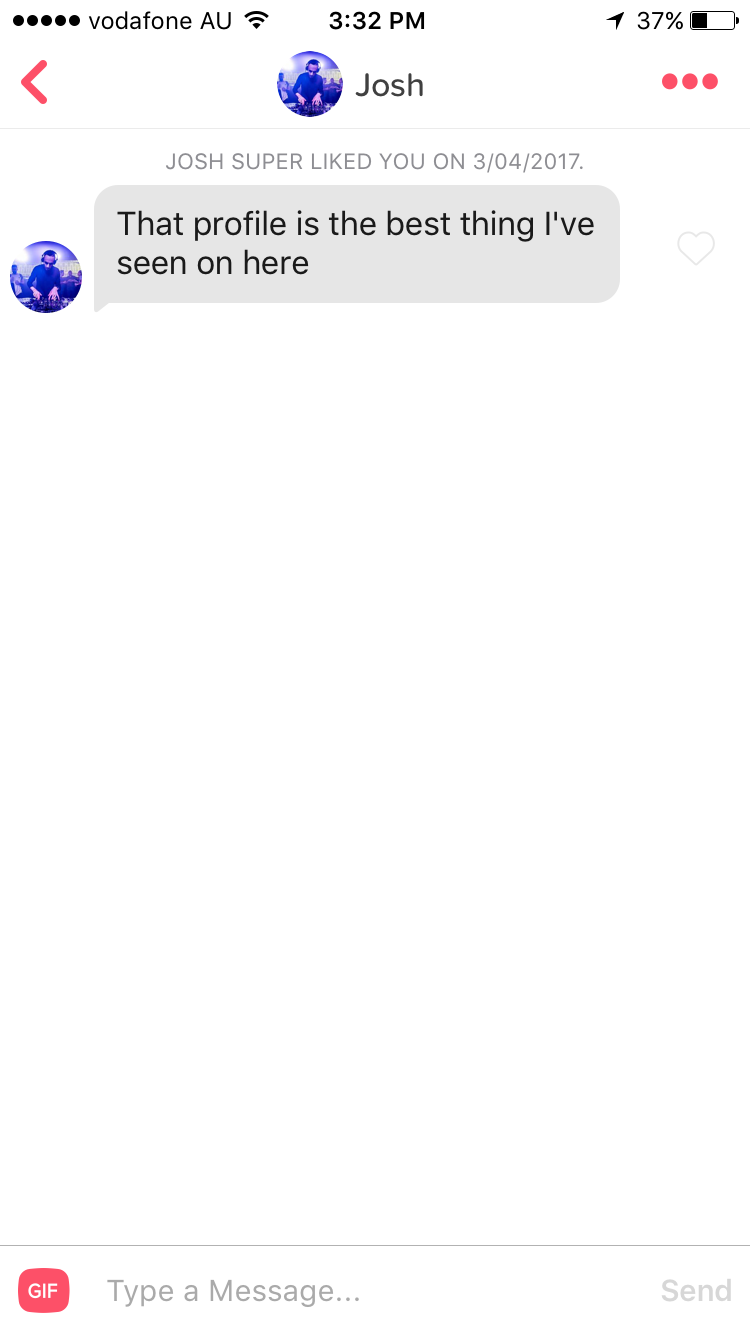 vodafone AU 3:32 PM 37%
Josh
JOSH SUPER LIKED YOU ON 3/04/2017.
That profile is the best thing I've
seen on here
GIF Type a Message... Send